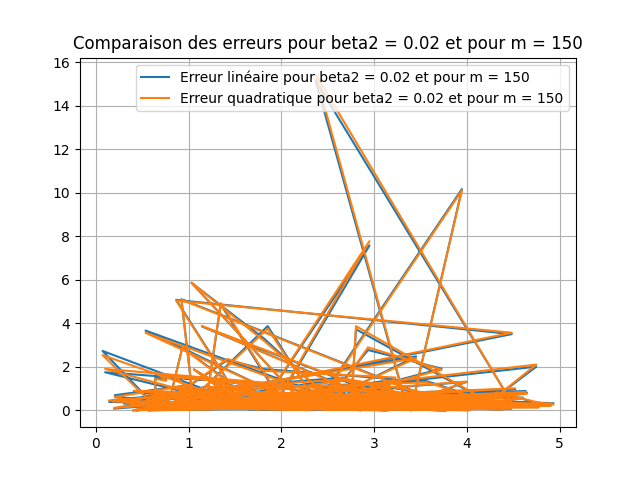 Comparaison des erreurs pour beta2 = 0.02 et pour m = 150
Erreur linéaire pour beta2 = 0.02 et pour m = 150
Erreur quadratique pour beta2 = 0.02 et pour m = 150
16
14
12
10
8
6
4
2
0
0 1 2 3 4 5